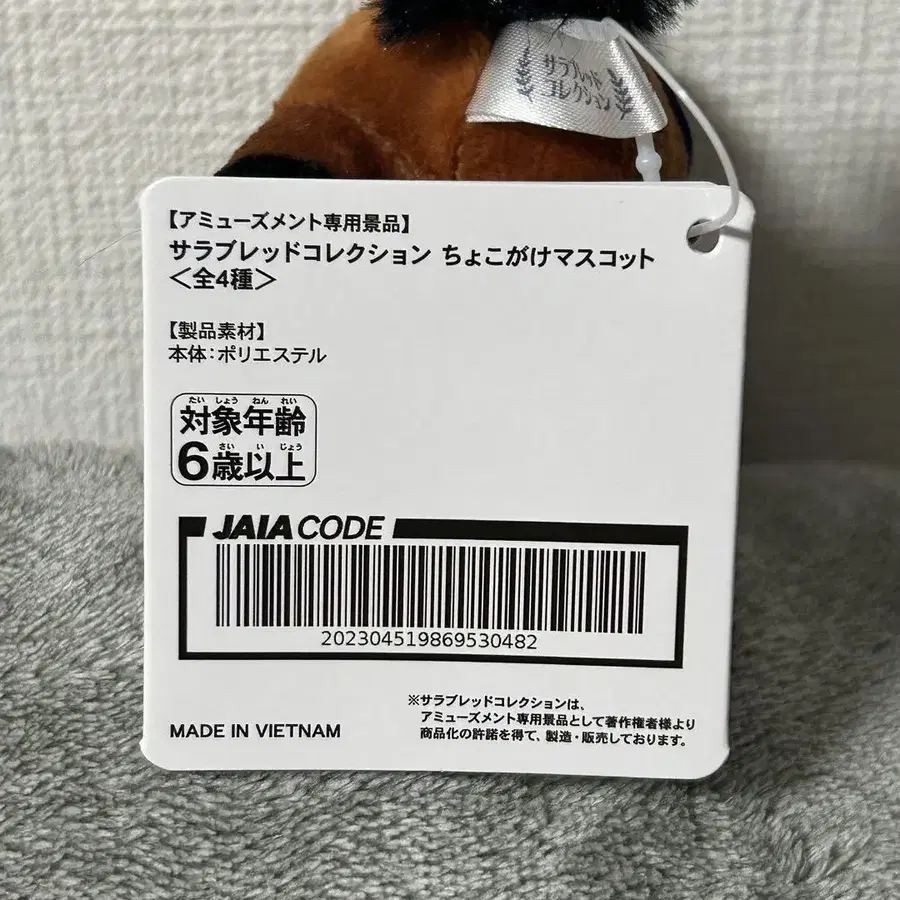 サラブレッド
コレクション
【アミューズメント専用景品】
サラブレッドコレクション ちょこがけマスコット
＜全4種＞
【製品素材】
本体：ポリエステル
たいしょうねんれい
対象年齢
さいいじょう
6歳以上
JAIA CODE
202304519869530482
※サラブレッドコレクションは、
アミューズメント専用景品として著作権者様より
商品化の許諾を得て、製造・販売しております。
MADE IN VIETNAM